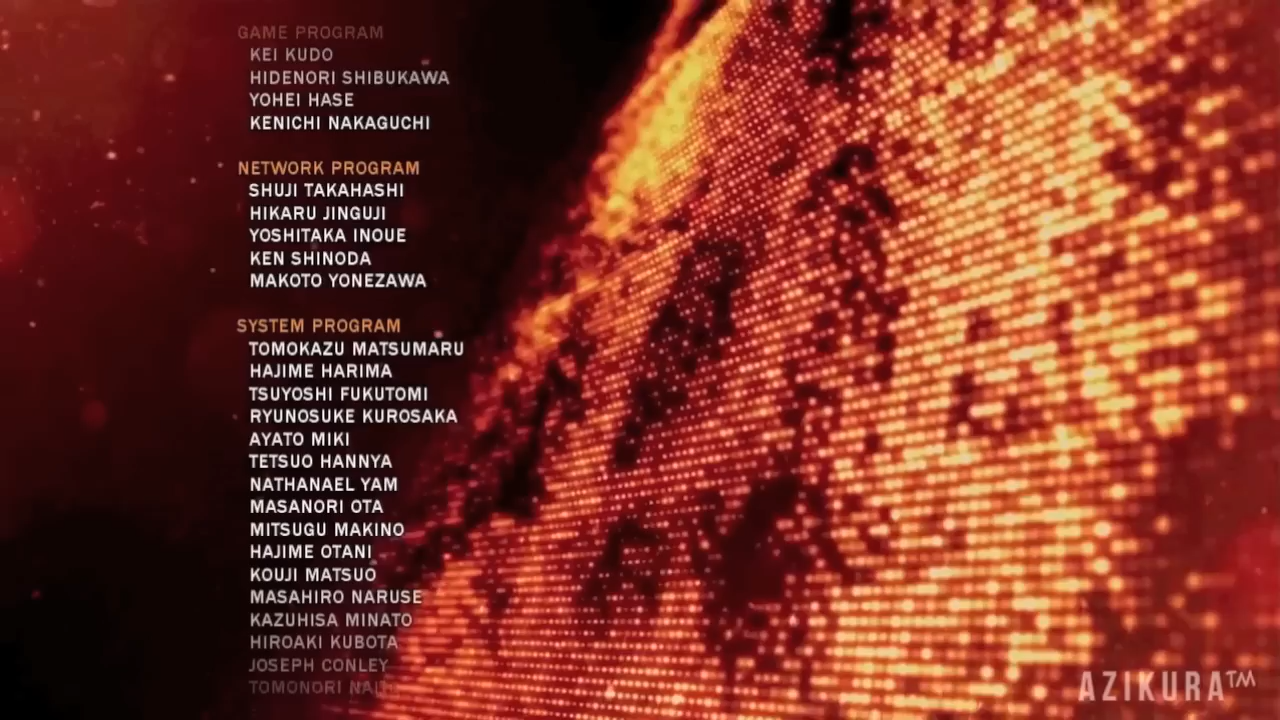 GAME PROGRAM
KEI KUDO
HIDENORI SHIBUKAWA
YOHEI HASE
KENICHI NAKAGUCHI
NETWORK PROGRAM
SHUJI TAKAHASHI
HIKARU JINGUJI
YOSHITAKA INOUE
KEN SHINODA
MAKOTO YONEZAWA
SYSTEM PROGRAM
TOMOKAZU MATSUMARU
HAJIME HARIMA
TSUYOSHI FUKUTOMI
RYUNOSUKE KUROSAKA
AYATO MIKI
TETSUO HANNYA
NATHANAEL YAM
MASANORI OTA
MITSUGU MAKINO
HAJIME OTANI
KOUJI MATSUO
MASAHIRO NARUSE
KAZUHISA MINATO
HIROAKI KUBOTA
JOSEPH CONLEY
TOMONORI
AZIKURA™